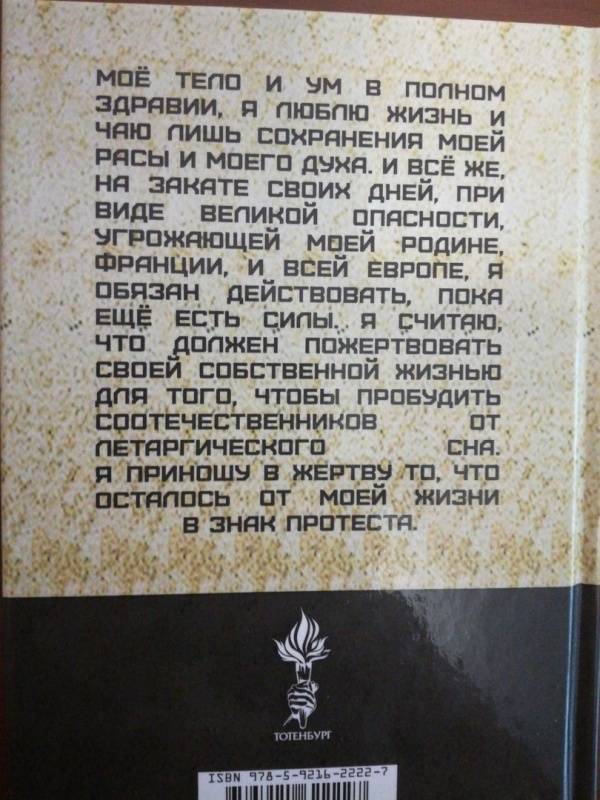 МОЁ ТЕЛО И УМ В ПОЛНОМ
ЗДРАВИИ, Я ЛЮБЛЮ ЖИЗНЬ И
ЧАЮ ЛИШЬ СОХРАНЕНИЯ МОЕЙ
РАСЫ И МОЕГО ДУХА. И ВСЁ ЖЕ,
НА ЗАКАТЕ СВОИХ ДНЕЙ, ПРИ
ВИДЕ ВЕЛИКОЙ ОПАСНОСТИ,
УГРОЖАЮЩЕЙ МОЕЙ РОДИНЕ,
ФРАНЦИИ, И ВСЕЙ ЕВРОПЕ, Я
ОБЯЗАН ДЕЙСТВОВАТЬ, ПОКА
ЕЩЁ ЕСТЬ СИЛЫ. Я СЧИТАЮ,
ЧТО ДОЛЖЕН ПОЖЕРТВОВАТЬ
СВОЕЙ СОБСТВЕННОЙ ЖИЗНЬЮ
ДЛЯ ТОГО, ЧТОБЫ ПРОБУДИТЬ
СООТЕЧЕСТВЕННИКОВ ОТ
ЛЕТАРГИЧЕСКОГО СНА.
Я ПРИНОШУ В ЖЕРТВУ ТО, ЧТО
ОСТАЛОСЬ ОТ МОЕЙ ЖИЗНИ
В ЗНАК ПРОТЕСТА.
ТОТЕНБУРГ
ISBN 978-5-9216-2222-7